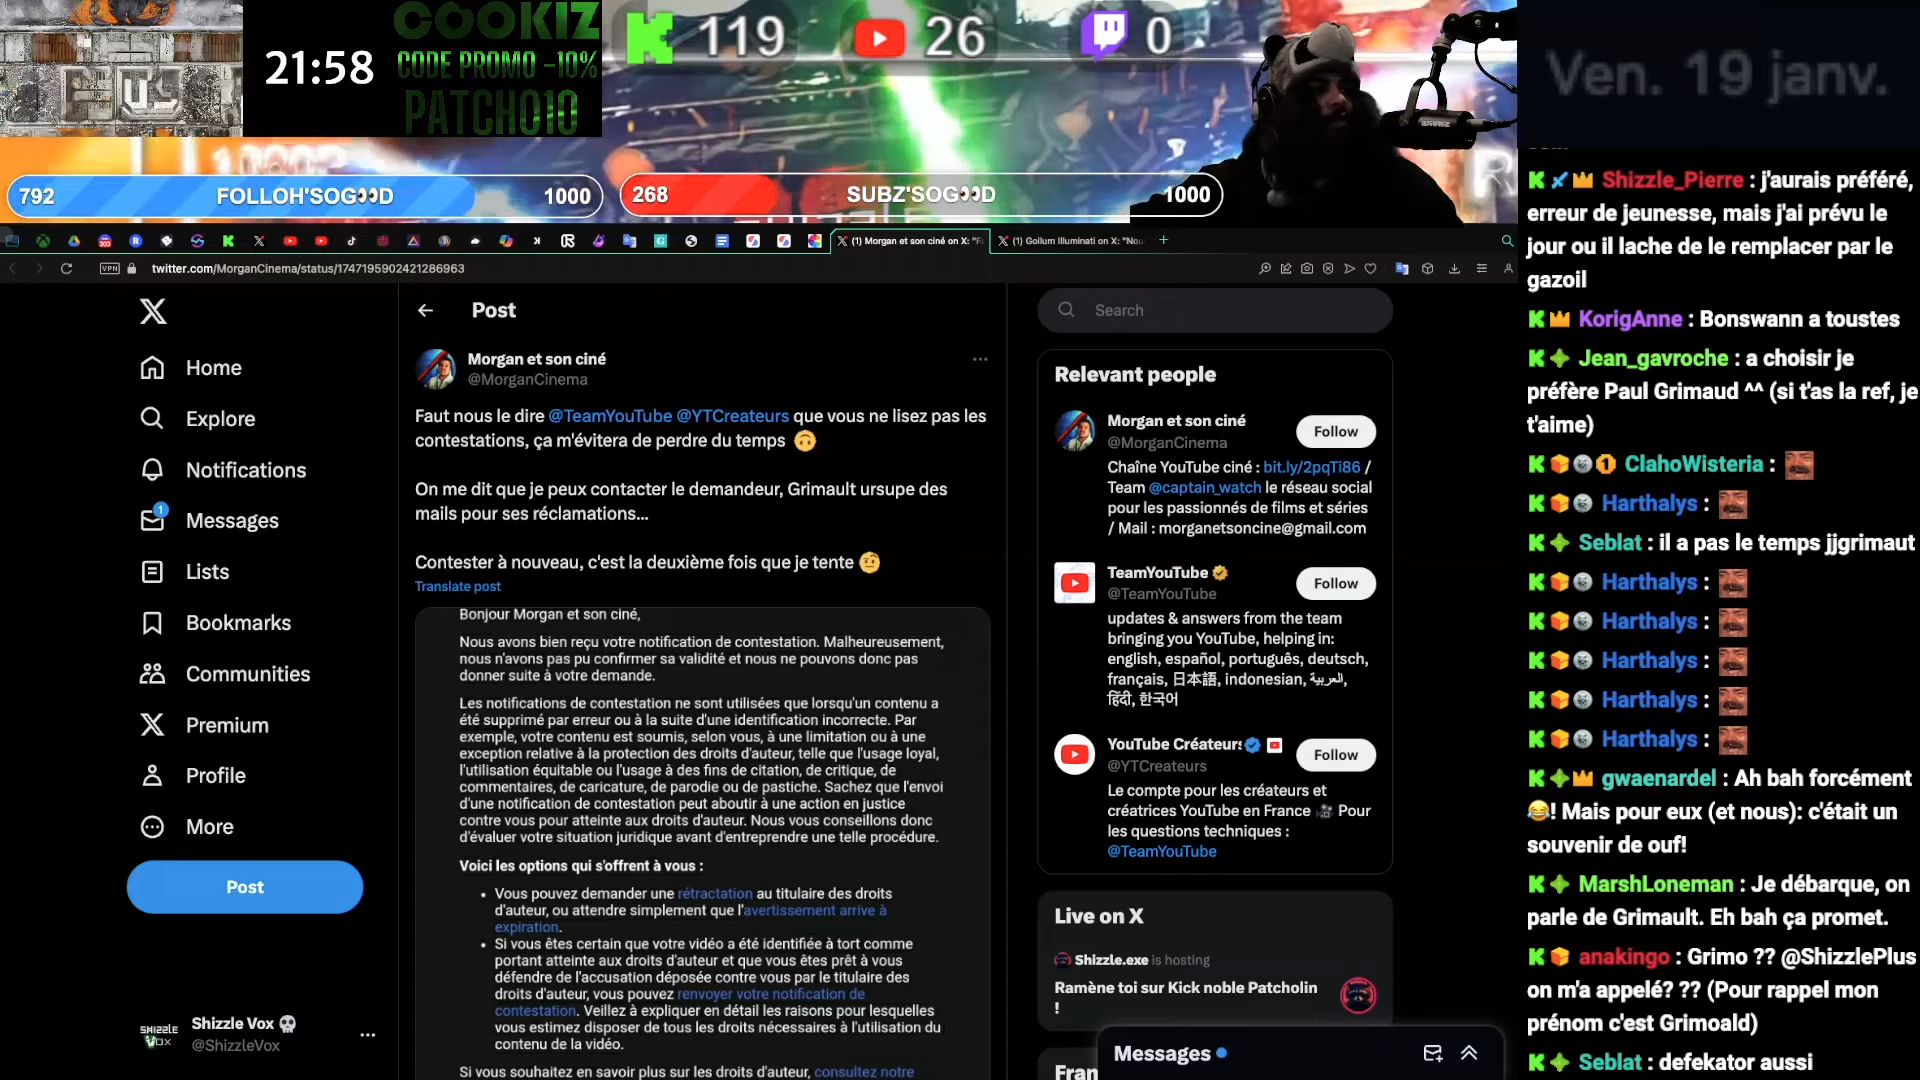 21:58
COOKIZ
CODE PROMO -10%
PATCHO10
119
26
0
Ven. 19 janv.
792
FOLLOH'SOG👀D
1000
268
SUBZ'SOG👀D
1000
(1) Morgan et son ciné on X: "F
(1) Gollum Illuminati on X: "Nou
VPN
twitter.com/MorganCinema/status/1747195902421286963
Home
Explore
Notifications
1
Messages
Lists
Bookmarks
Communities
Premium
Profile
More
Post
Shizzle Vox 💀
@ShizzleVox
Post
Morgan et son ciné
@MorganCinema
Faut nous le dire @TeamYouTube @YTCreateurs que vous ne lisez pas les
contestations, ça m'évitera de perdre du temps 🙃
On me dit que je peux contacter le demandeur, Grimault ursupe des
mails pour ses réclamations...
Contester à nouveau, c'est la deuxième fois que je tente 🤨
Translate post
Bonjour Morgan et son ciné,
Nous avons bien reçu votre notification de contestation. Malheureusement,
nous n'avons pas pu confirmer sa validité et nous ne pouvons donc pas
donner suite à votre demande.
Les notifications de contestation ne sont utilisées que lorsqu'un contenu a
été supprimé par erreur ou à la suite d'une identification incorrecte. Par
exemple, votre contenu est soumis, selon vous, à une limitation ou à une
exception relative à la protection des droits d'auteur, telle que l'usage loyal,
l'utilisation équitable ou l'usage à des fins de citation, de critique, de
commentaires, de caricature, de parodie ou de pastiche. Sachez que l'envoi
d'une notification de contestation peut aboutir à une action en justice
contre vous pour atteinte aux droits d'auteur. Nous vous conseillons donc
d'évaluer votre situation juridique avant d'entreprendre une telle procédure.
Voici les options qui s'offrent à vous :
• Vous pouvez demander une rétractation au titulaire des droits
d'auteur, ou attendre simplement que l'avertissement arrive à
expiration.
• Si vous êtes certain que votre vidéo a été identifiée à tort comme
portant atteinte aux droits d'auteur et que vous êtes prêt à vous
défendre de l'accusation déposée contre vous par le titulaire des
droits d'auteur, vous pouvez renvoyer votre notification de
contestation. Veillez à expliquer en détail les raisons pour lesquelles
vous estimez disposer de tous les droits nécessaires à l'utilisation du
contenu de la vidéo.
Si vous souhaitez en savoir plus sur les droits d'auteur, consultez notre
Search
Relevant people
Morgan et son ciné
@MorganCinema
Follow
Chaîne YouTube ciné : bit.ly/2pqTi86 /
Team @captain_watch le réseau social
pour les passionnés de films et séries
/ Mail : morganetsoncine@gmail.com
TeamYouTube
@TeamYouTube
Follow
updates & answers from the team
bringing you YouTube, helping in:
english, español, português, deutsch,
français, 日本語, indonesian, العربية,
हिंदी, 한국어
YouTube Créateurs
@YTCreateurs
Follow
Le compte pour les créateurs et
créatrices YouTube en France 🎥 Pour
les questions techniques :
@TeamYouTube
Live on X
Shizzle.exe is hosting
Ramène toi sur Kick noble Patcholin
!
Messages
Shizzle_Pierre : j'aurais préféré,
erreur de jeunesse, mais j'ai prévu le
jour ou il lache de le remplacer par le
gazoil
KorigAnne : Bonswann a toustes
Jean_gavroche : a choisir je
préfère Paul Grimaud ^^ (si t'as la ref, je
t'aime)
ClahoWisteria :
Harthalys :
Seblat : il a pas le temps jjgrimaut
Harthalys :
Harthalys :
Harthalys :
Harthalys :
Harthalys :
gwaenardel : Ah bah forcément
😂! Mais pour eux (et nous): c'était un
souvenir de ouf!
MarshLoneman : Je débarque, on
parle de Grimault. Eh bah ça promet.
anakingo : Grimo ?? @ShizzlePlus
on m'a appelé? ?? (Pour rappel mon
prénom c'est Grimoald)
Seblat : defekator aussi